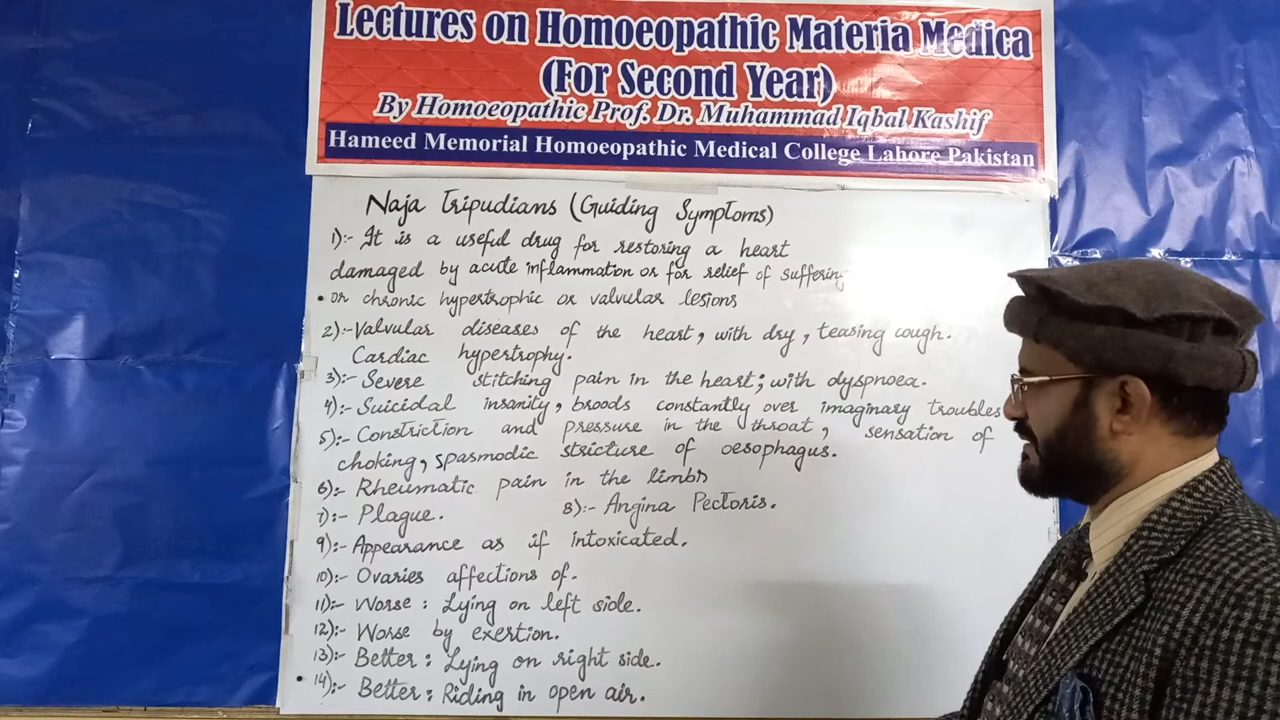 Lectures on Homoeopathic Materia Medica
(For Second Year)
By Homoeopathic Prof. Dr. Muhammad Iqbal Kashif
Hameed Memorial Homoeopathic Medical College Lahore Pakistan
Naja Tripudians (Guiding Symptoms)
1):- It is a useful drug for restoring a heart
damaged by acute inflammation or for relief of suffering
• or chronic hypertrophic or valvular lesions
2):- Valvular diseases of the heart, with dry, teasing cough.
Cardiac hypertrophy.
3):- Severe stitching pain in the heart; with dyspnoea.
4):- Suicidal insanity, broods constantly over imaginary troubles
5):- Constriction and pressure in the throat, sensation of
choking, spasmodic stricture of oesophagus.
6):- Rheumatic pain in the limbs
7):- Plague. 8):- Angina Pectoris.
9):- Appearance as if intoxicated.
10):- Ovaries affections of.
11):- Worse: Lying on left side.
12):- Worse by exertion.
13):- Better: Lying on right side.
• 14):- Better: Riding in open air.